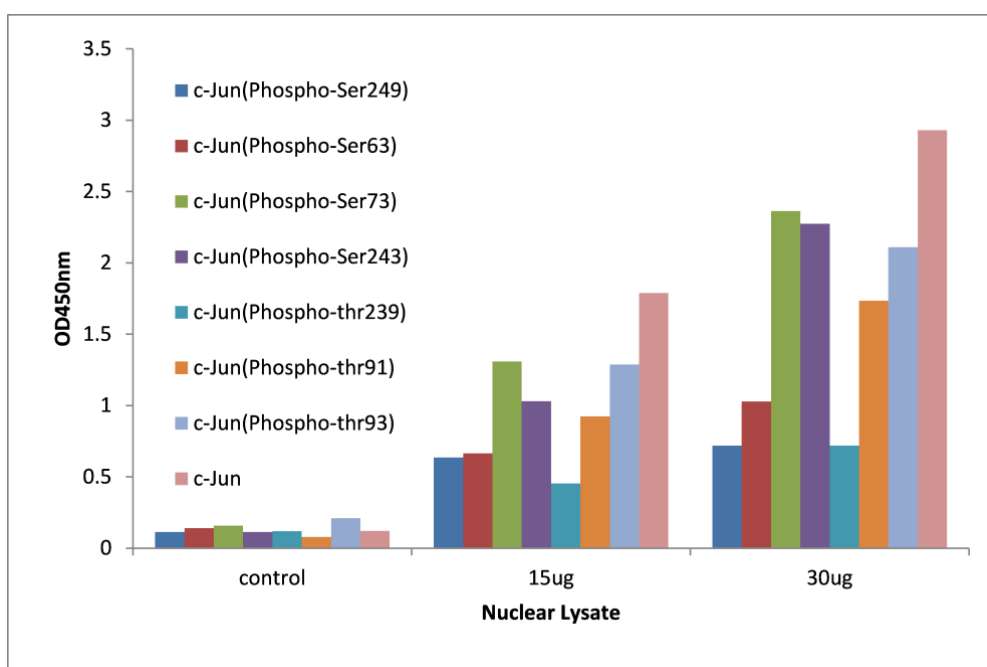 3.5
3
2.5
2
1.5
1
0.5
0
OD450nm
c-Jun(Phospho-Ser249)
c-Jun(Phospho-Ser63)
c-Jun(Phospho-Ser73)
c-Jun(Phospho-Ser243)
c-Jun(Phospho-thr239)
c-Jun(Phospho-thr91)
c-Jun(Phospho-thr93)
c-Jun
control 15ug 30ug
Nuclear Lysate